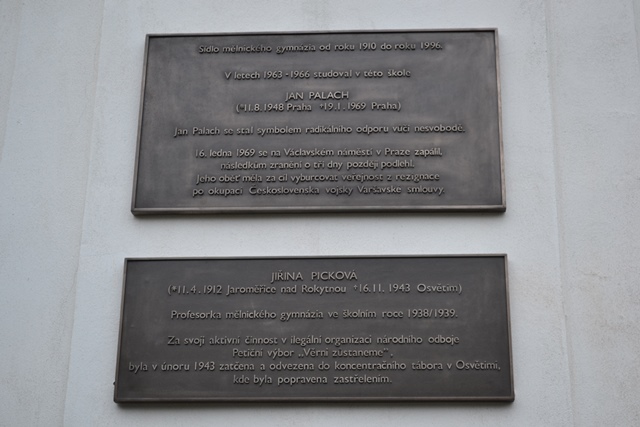 Sídlo mělnického gymnázia od roku 1910 do roku 1996.
V letech 1963 - 1966 studoval v této škole
JAN PALACH
(*11.8.1948 Praha †19.1.1969 Praha)
Jan Palach se stal symbolem radikálního odporu vůči nesvobodě.
16. ledna 1969 se na Václavském náměstí v Praze zapálil,
následkům zranění o tři dny později podlehl.
Jeho oběť měla za cíl vyburcovat veřejnost z rezignace
po okupaci Československa vojsky Varšavské smlouvy.
JIŘINA PICKOVA
(*11.4.1912 Jaroměřice nad Rokytnou †16.11.1943 Osvětim)
Profesorka mělnického gymnázia ve školním roce 1938/1939.
Za svoji aktivní činnost v ilegální organizaci národního odboje
Petiční výbor „Věrni zůstaneme“,
byla v únoru 1943 zatčena a odvezena do koncentračního tábora v Osvětimi,
kde byla popravena zastřelením.